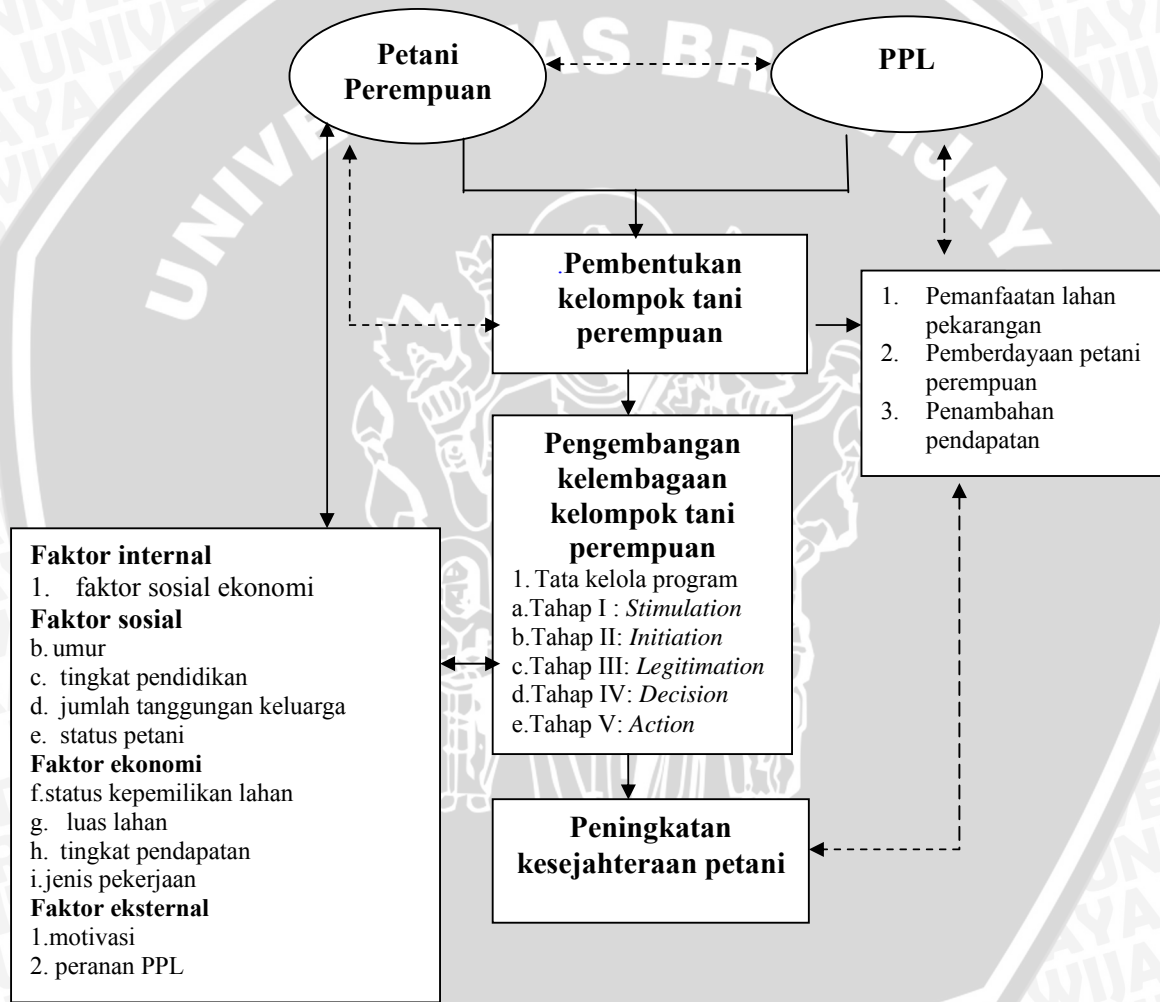 Petani
Perempuan
PPL
.Pembentukan
kelompok tani
perempuan
1. Pemanfaatan lahan
pekarangan
2. Pemberdayaan petani
perempuan
3. Penambahan
pendapatan
Pengembangan
kelembagaan
kelompok tani
perempuan
1. Tata kelola program
a.Tahap I : Stimulation
b.Tahap II: Initiation
c.Tahap III: Legitimation
d.Tahap IV: Decision
e.Tahap V: Action
Faktor internal
1. faktor sosial ekonomi
Faktor sosial
b. umur
c. tingkat pendidikan
d. jumlah tanggungan keluarga
e. status petani
Faktor ekonomi
f.status kepemilikan lahan
g. luas lahan
h. tingkat pendapatan
i.jenis pekerjaan
Faktor eksternal
1.motivasi
2. peranan PPL
Peningkatan
kesejahteraan petani